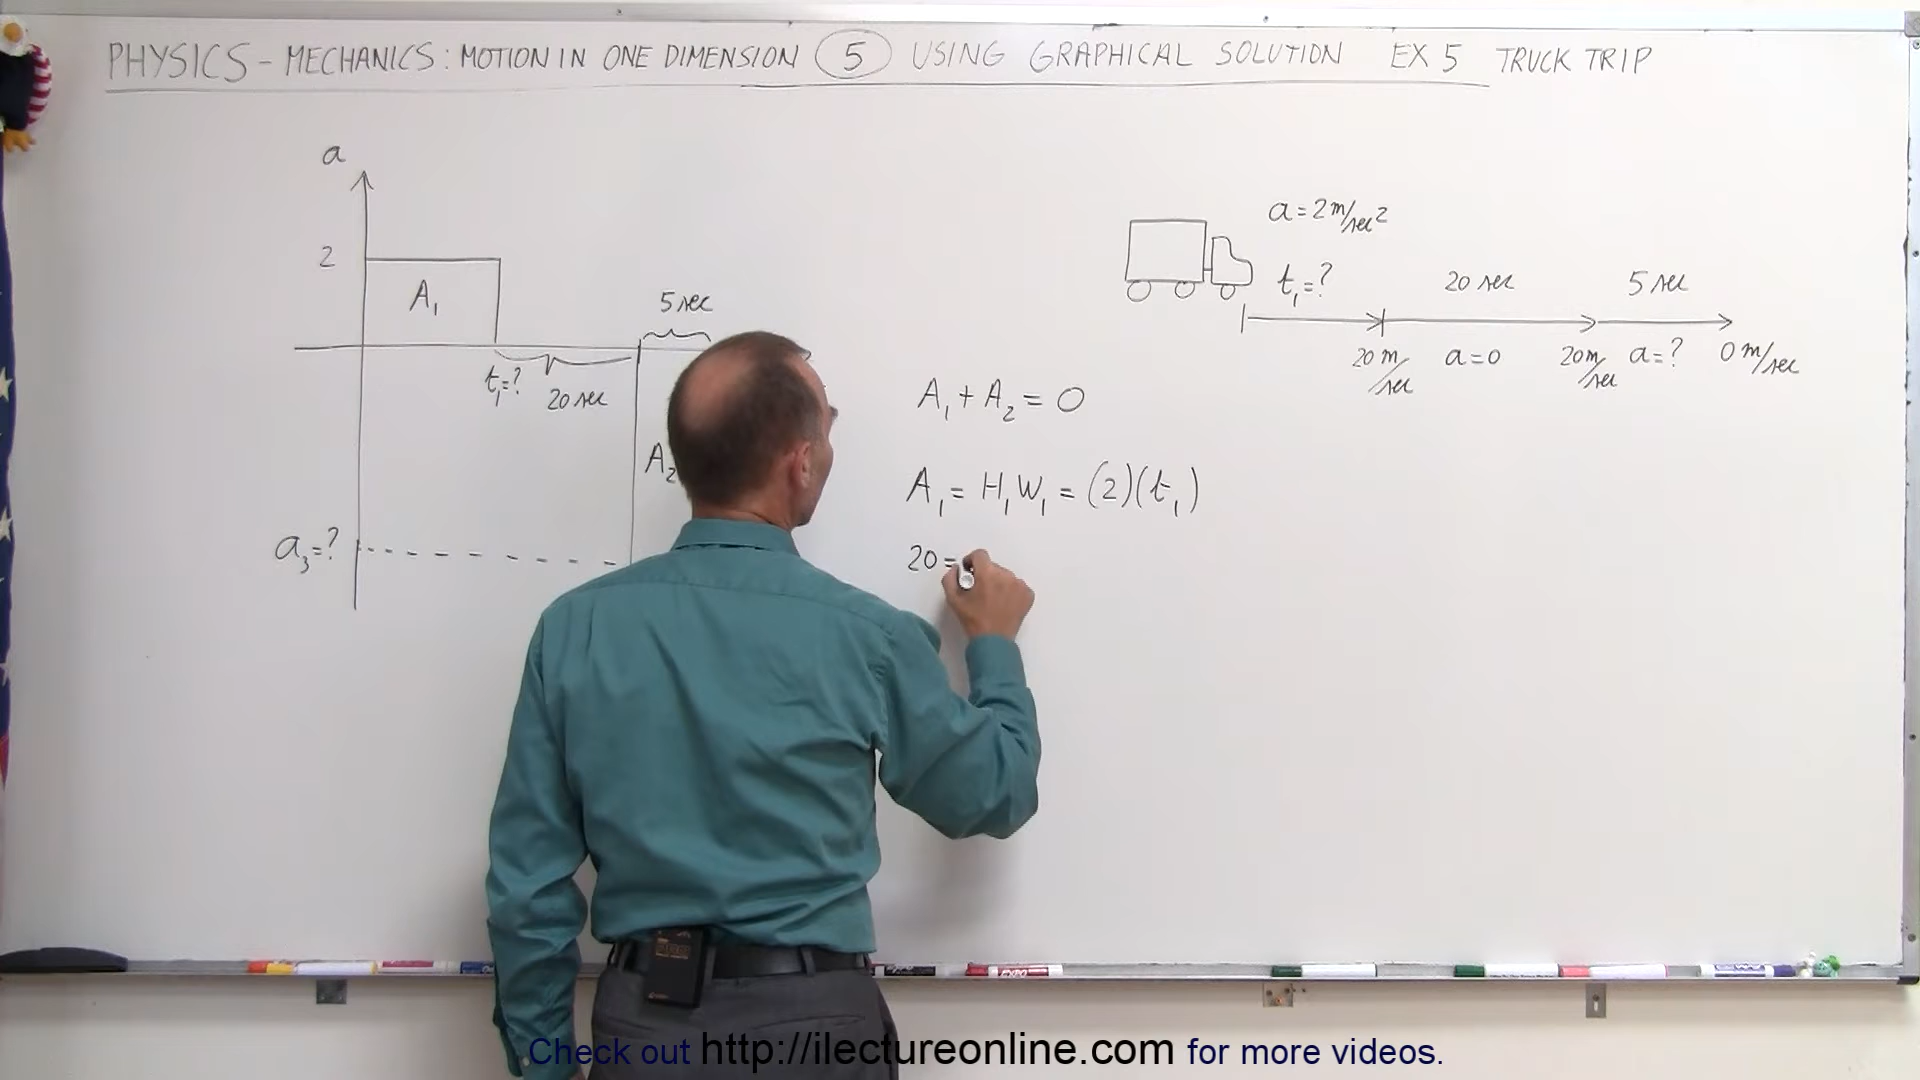 PHYSICS - MECHANICS: MOTION IN ONE DIMENSION 5 USING GRAPHICAL SOLUTION EX 5 TRUCK TRIP
a
2
A₁
5 sec
t₁=?
20 sec
A₂
a₃=?
a=2m/sec²
t₁=?
20 sec
5 sec
20 m/sec
a=0
20 m/sec
a=?
0 m/sec
A₁+A₂=0
A₁=H₁W₁=(2)(t₁)
20=
EXPO
Check out http://ilectureonline.com for more videos.